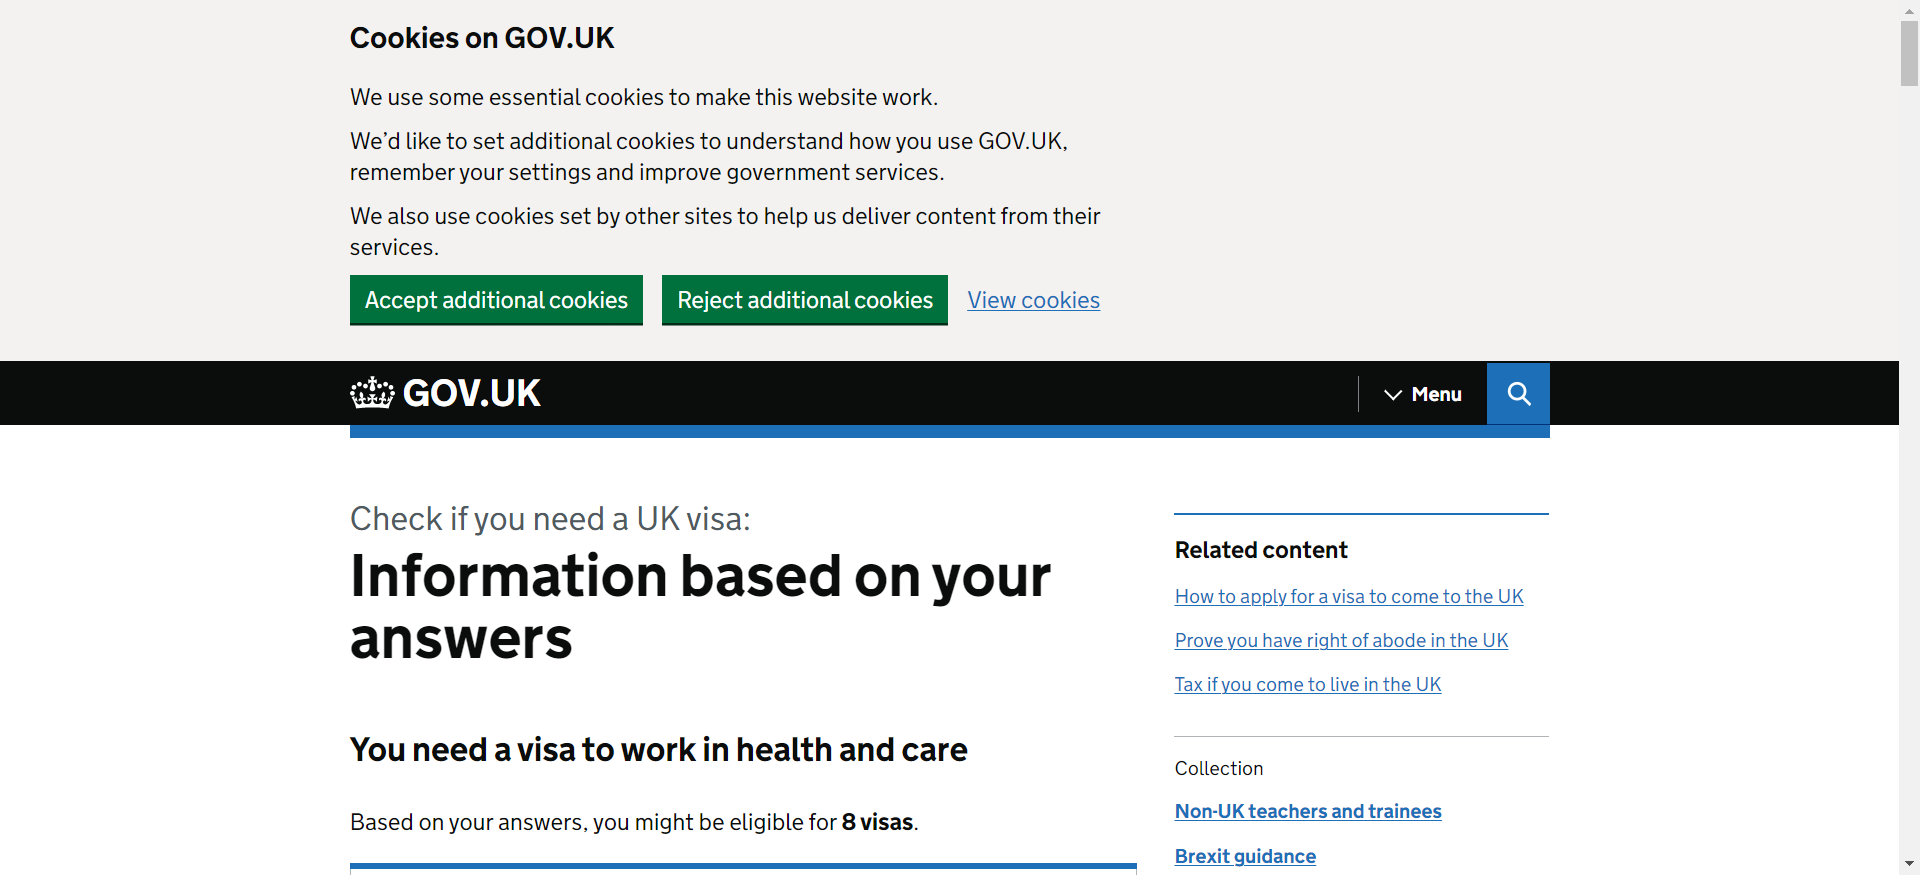 Cookies on GOV.UK
We use some essential cookies to make this website work.
We’d like to set additional cookies to understand how you use GOV.UK,
remember your settings and improve government services.
We also use cookies set by other sites to help us deliver content from their
services.
Accept additional cookies
Reject additional cookies
View cookies
GOV.UK
Menu
Check if you need a UK visa:
Information based on your
answers
You need a visa to work in health and care
Based on your answers, you might be eligible for 8 visas.
Related content
How to apply for a visa to come to the UK
Prove you have right of abode in the UK
Tax if you come to live in the UK
Collection
Non-UK teachers and trainees
Brexit guidance